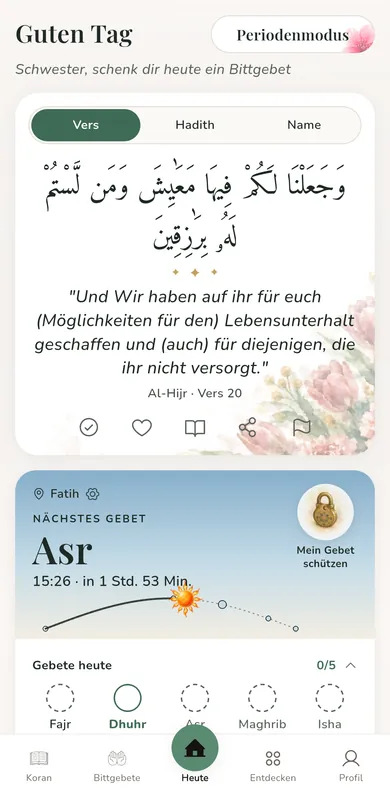 Guten Tag
Periodenmodus
Schwester, schenk dir heute ein Bittgebet
Vers
Hadith
Name
وَجَعَلْنَا لَكُمْ فِيهَا مَعَـٰيِشَ وَمَن لَّسْتُمْ
لَهُۥ بِرَٰزِقِينَ
"Und Wir haben auf ihr für euch
(Möglichkeiten für den) Lebensunterhalt
geschaffen und (auch) für diejenigen, die
ihr nicht versorgt."
Al-Hijr · Vers 20
Fatih
NÄCHSTES GEBET
Asr
15:26 · in 1 Std. 53 Min.
Mein Gebet
schützen
Gebete heute
0/5
Fajr
Dhuhr
Asr
Maghrib
Isha
Koran
Bittgebete
Heute
Entdecken
Profil